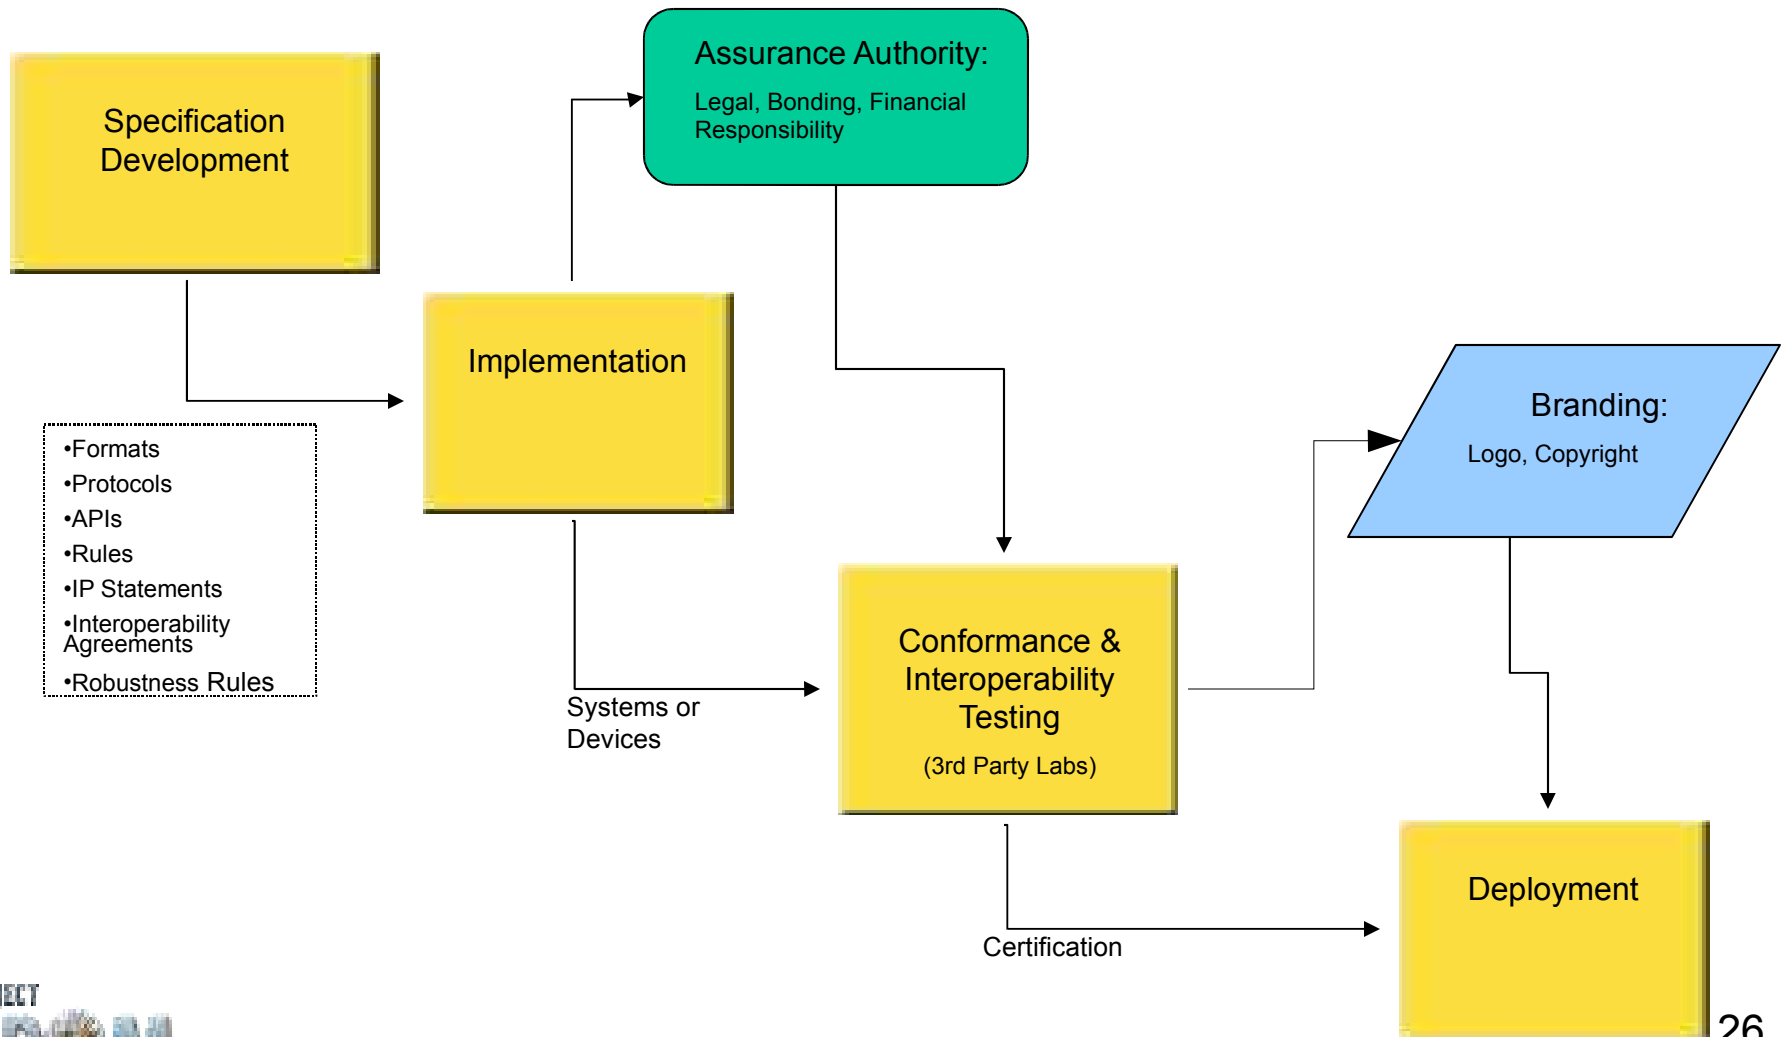 Assurance Authority:
Legal, Bonding, Financial
Responsibility
Specification
Development
Implementation
•Formats
•Protocols
•APIs
•Rules
•IP Statements
•Interoperability
Agreements
•Robustness Rules
Systems or
Devices
Conformance &
Interoperability
Testing
(3rd Party Labs)
Branding:
Logo, Copyright
Certification
Deployment
26